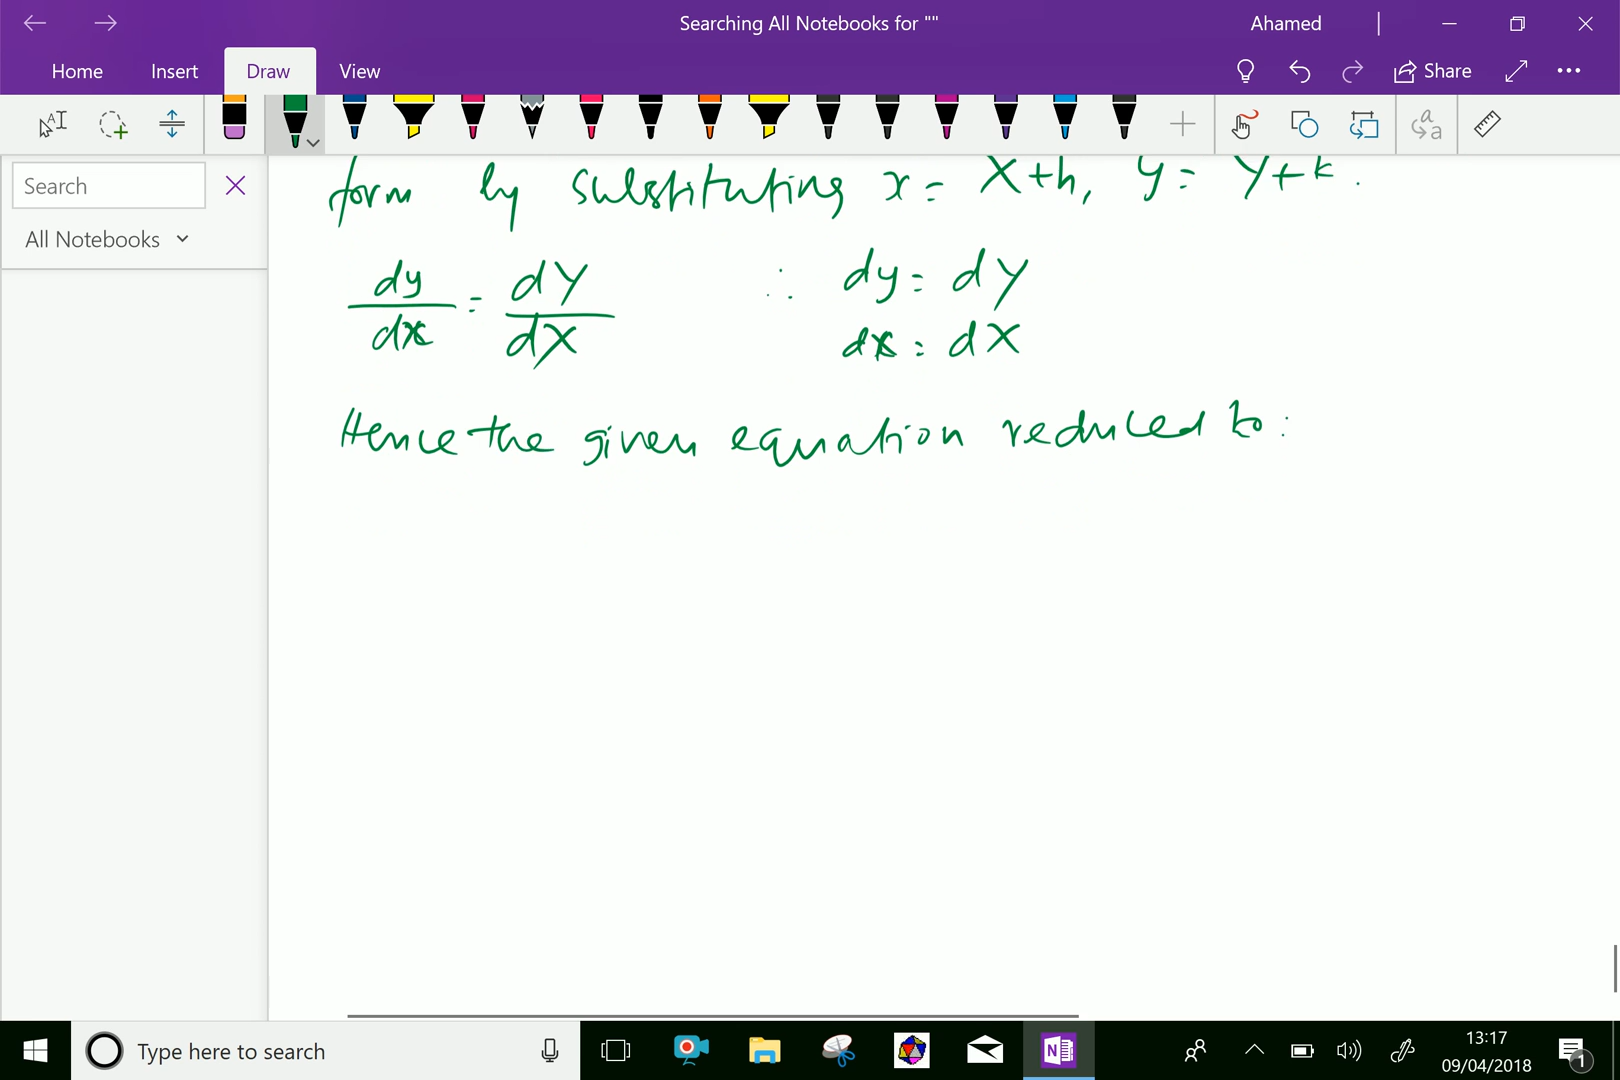 Searching All Notebooks for ""
Ahamed
Home Insert Draw View
Share
Search
All Notebooks
form by substituting x = X+h, y = Y+k.
dy/dx = dY/dX ∴ dy = dY
dx = dX
Hence the given equation reduced to:
Type here to search
13:17
09/04/2018
1